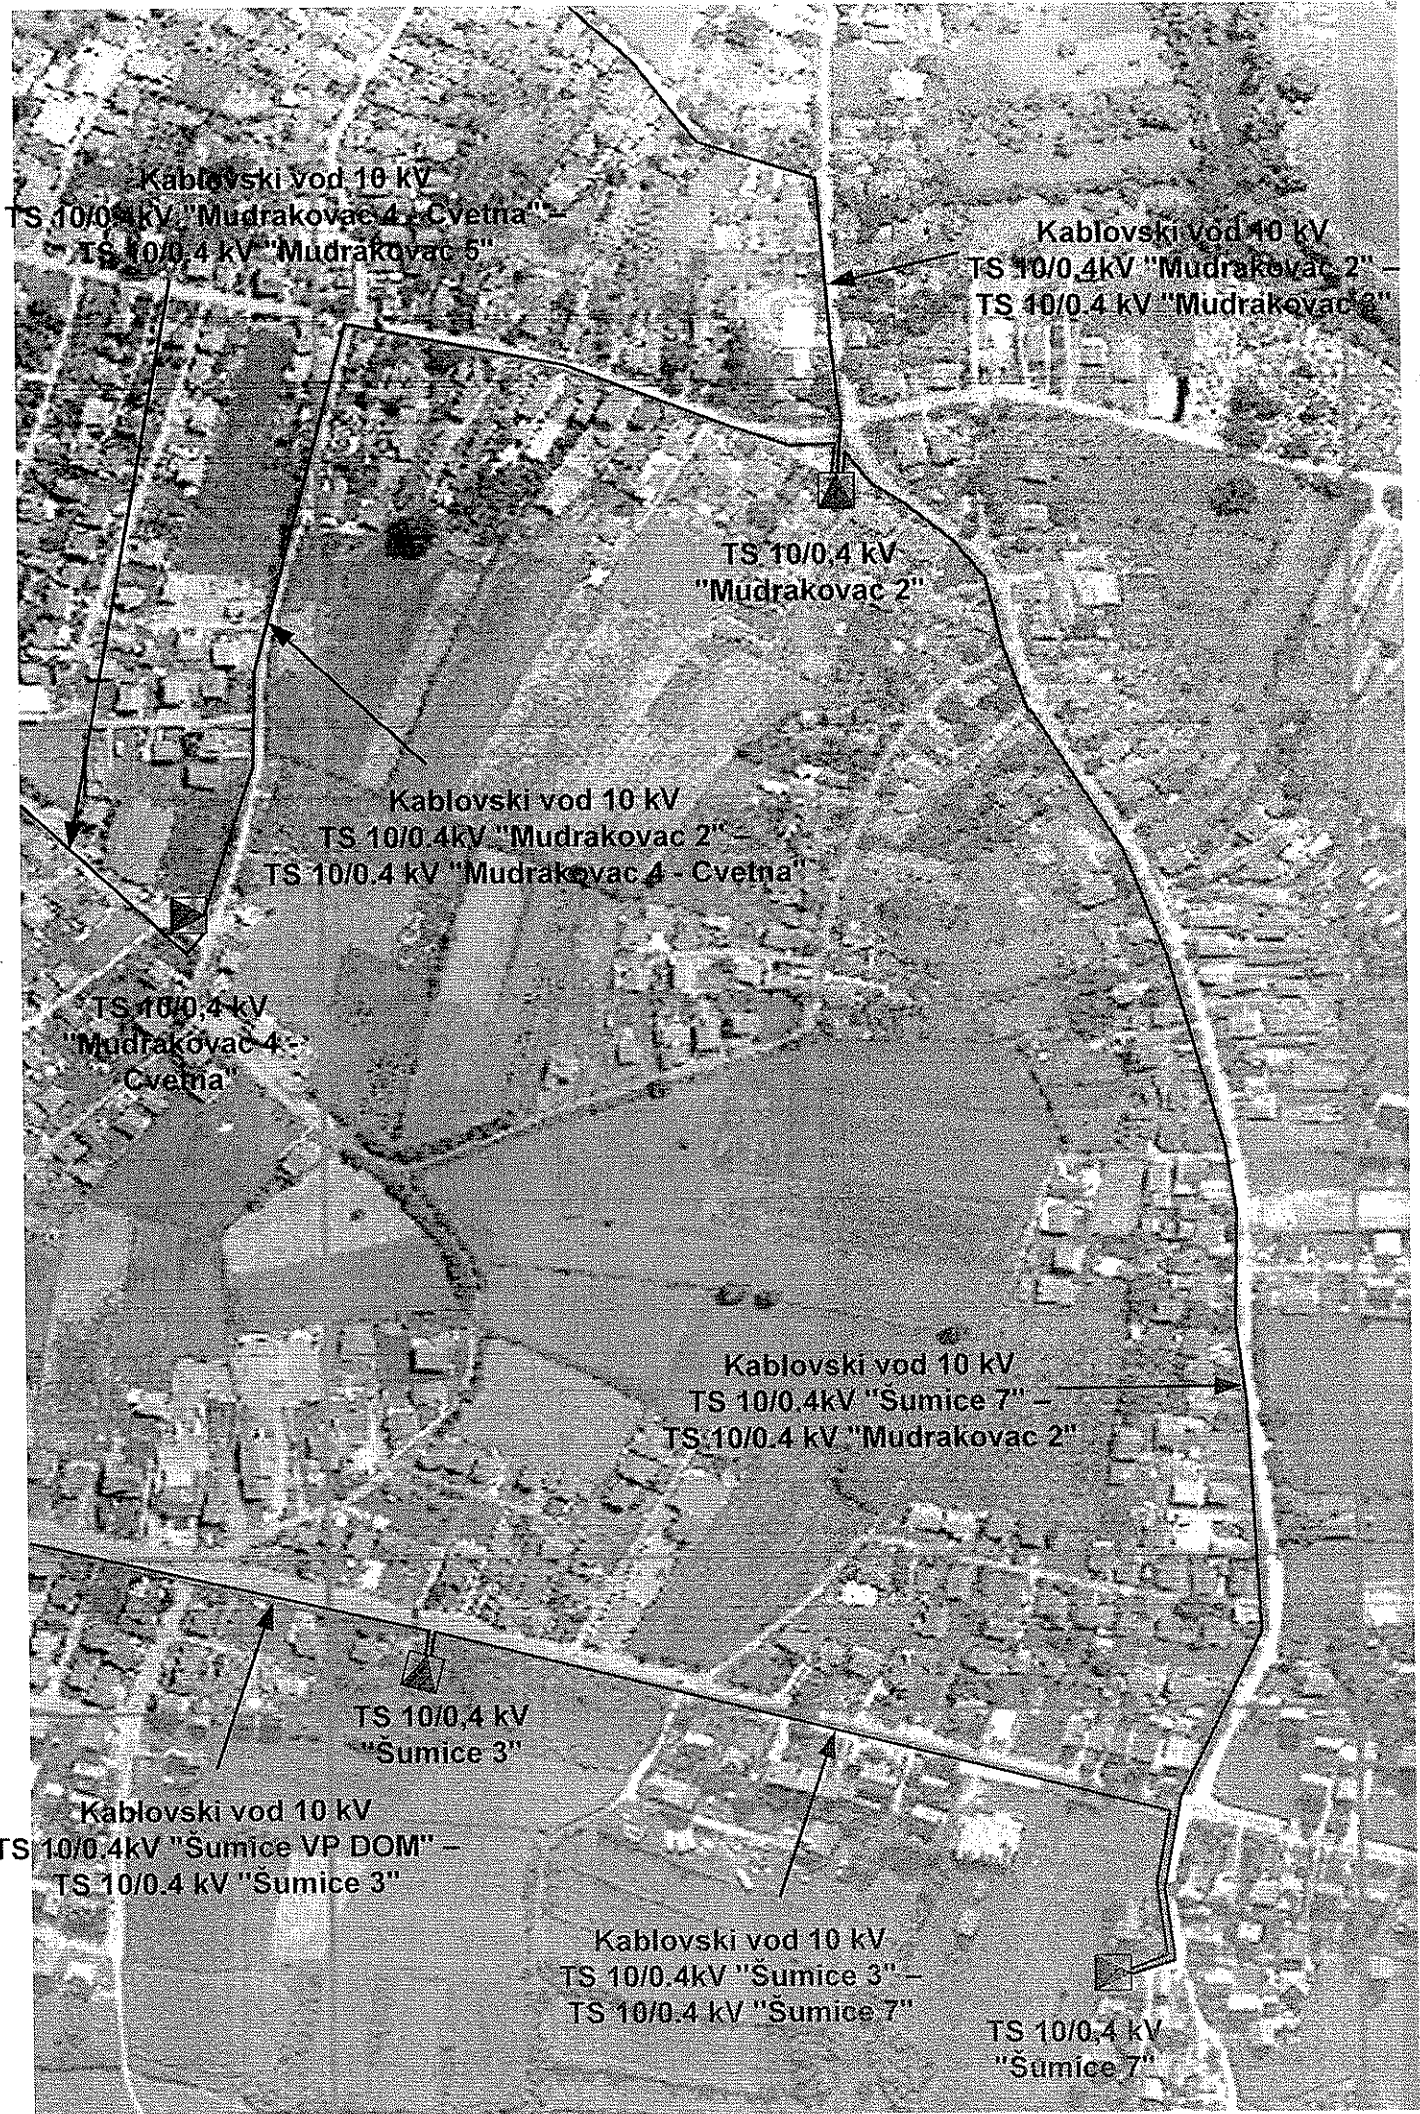 Kablovski vod 10 kV
TS 10/0.4kV "Mudrakovac 4 - Cvetna" –
TS 10/0.4 kV "Mudrakovac 5"
Kablovski vod 10 kV
TS 10/0.4kV "Mudrakovac 2" –
TS 10/0.4 kV "Mudrakovac
TS 10/0,4 kV
"Mudrakovac 2"
Kablovski vod 10 kV
TS 10/0.4kV "Mudrakovac 2" –
TS 10/0.4 kV "Mudrakovac 4 - Cvetna"
TS 10/0,4 kV
"Mudrakovac 4 -
Cvetna"
Kablovski vod 10 kV
TS 10/0.4kV "Šumice 7" –
TS 10/0.4 kV "Mudrakovac 2"
TS 10/0,4 kV
"Šumice 3"
Kablovski vod 10 kV
TS 10/0.4kV "Šumice VP DOM" –
TS 10/0.4 kV "Šumice 3"
Kablovski vod 10 kV
TS 10/0.4kV "Šumice 3" –
TS 10/0.4 kV "Šumice 7"
TS 10/0,4 kV
"Šumice 7"